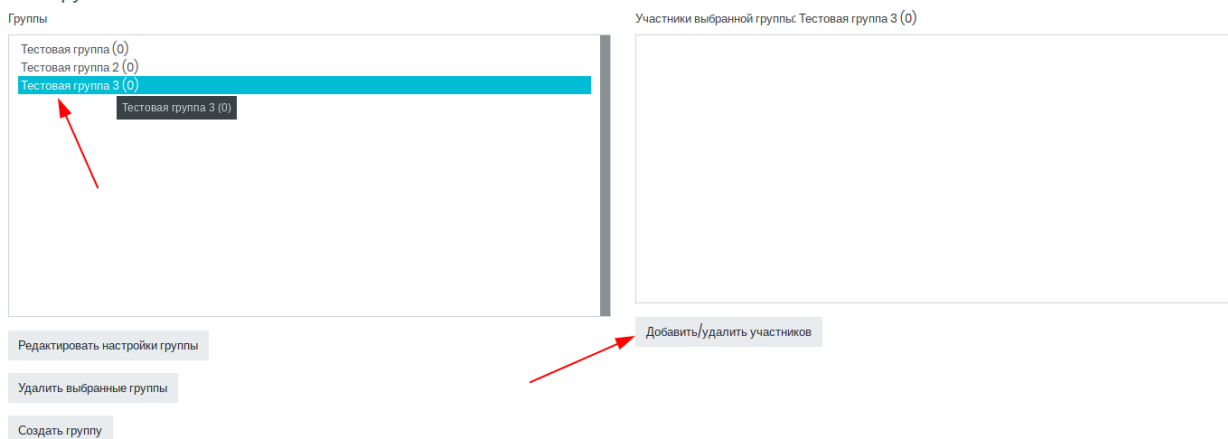 Группы
Тестовая группа (0)
Тестовая группа 2 (0)
Тестовая группа 3 (0)
Тестовая группа 3 (0)
Редактировать настройки группы
Удалить выбранные группы
Создать группу
Участники выбранной группы: Тестовая группа 3 (0)
Добавить/удалить участников